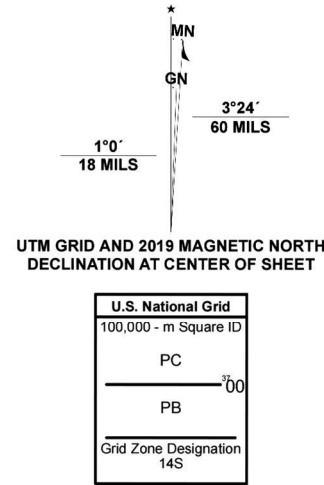 ★
MN
GN
3°24´
60 MILS
1°0´
18 MILS
UTM GRID AND 2019 MAGNETIC NORTH
DECLINATION AT CENTER OF SHEET
U.S. National Grid
100,000 - m Square ID
PC
³⁷00
PB
Grid Zone Designation
14S